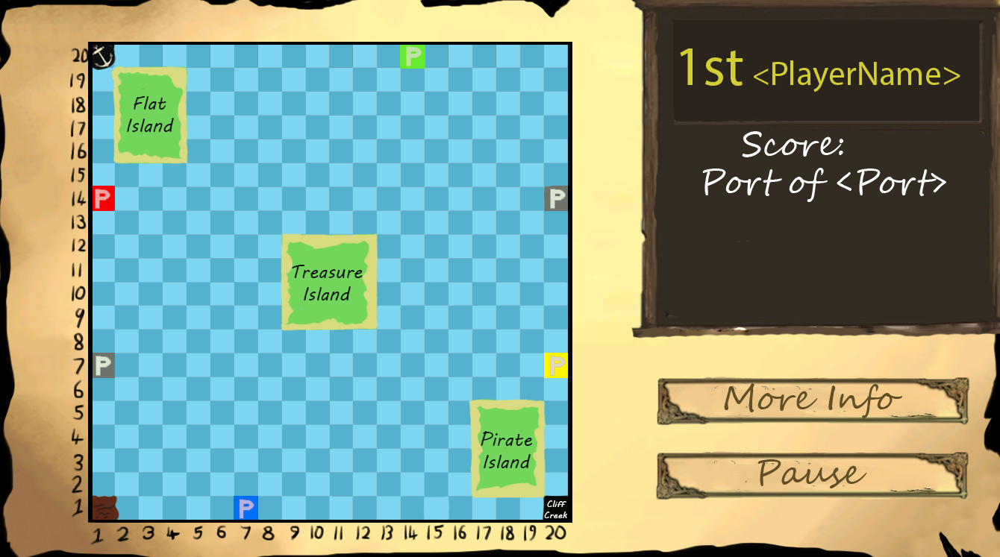 20
P
1st <PlayerName>
19
Flat
Island
18
17
16
Score:
Port of <Port>
15
14
P
P
13
12
Treasure
Island
11
10
9
8
7
P
P
6
More Info
5
Pirate
Island
4
3
Pause
2
1
P
Cliff
Creek
1 2 3 4 5 6 7 8 9 10 11 12 13 14 15 16 17 18 19 20